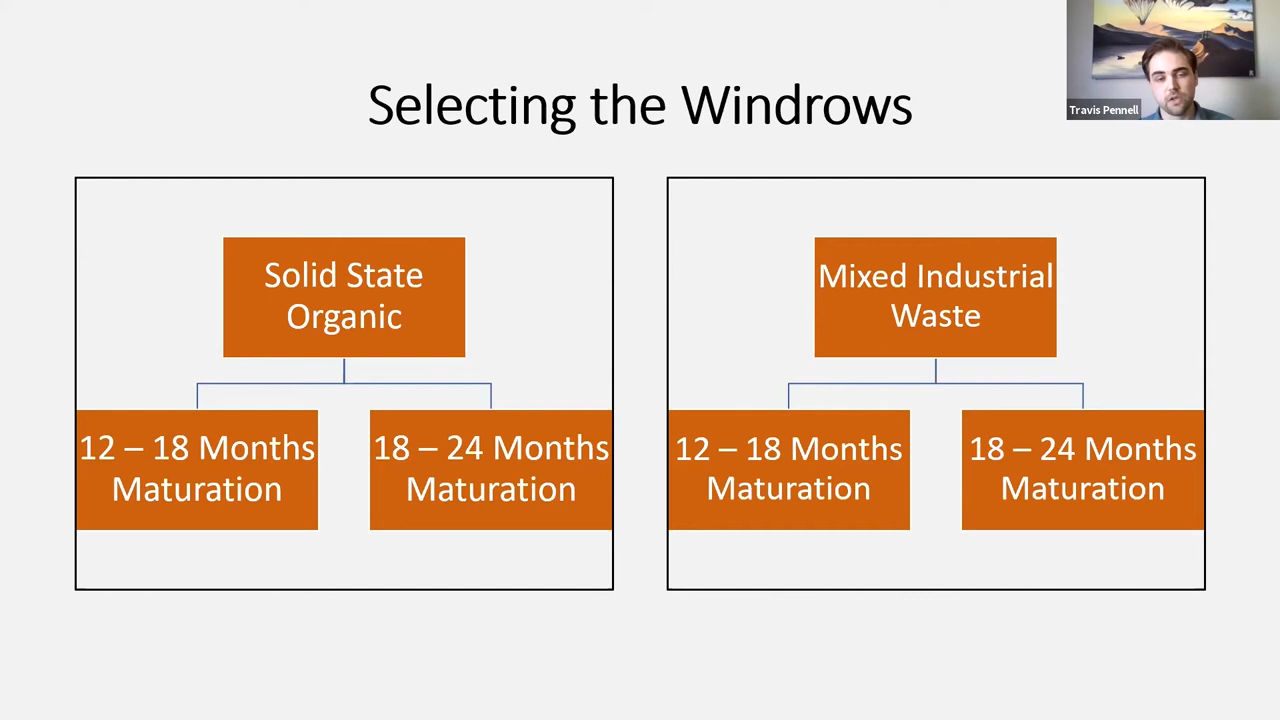 Selecting the Windrows
Travis Pennell
Solid State
Organic
12 – 18 Months
Maturation
18 – 24 Months
Maturation
Mixed Industrial
Waste
12 – 18 Months
Maturation
18 – 24 Months
Maturation